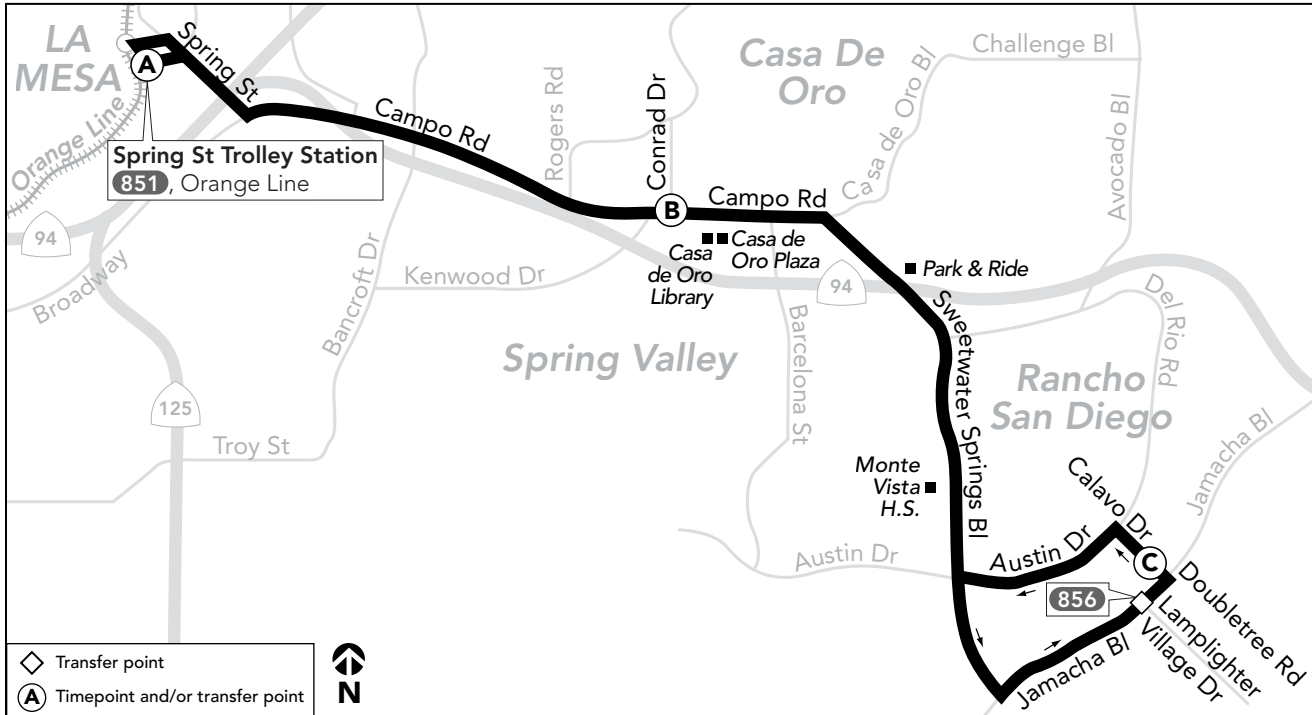 LA
MESA
Spring St
A
Orange Line
Spring St Trolley Station
851, Orange Line
94
Broadway
125
Troy St
Bancroft Dr
Kenwood Dr
Campo Rd
Rogers Rd
Conrad Dr
B
Campo Rd
Casa De
Oro
Casa de Oro Bl
Challenge Bl
Avocado Bl
Casa
de Oro
Library
Casa de
Oro Plaza
Park & Ride
94
Spring Valley
Barcelona St
Sweetwater Springs Bl
Del Rio Rd
Rancho
San Diego
Jamacha Bl
Monte
Vista
H.S.
Austin Dr
Austin Dr
Calavo Dr
C
856
Doubletree Rd
Lamplighter
Village Dr
Jamacha Bl
Transfer point
A Timepoint and/or transfer point
N